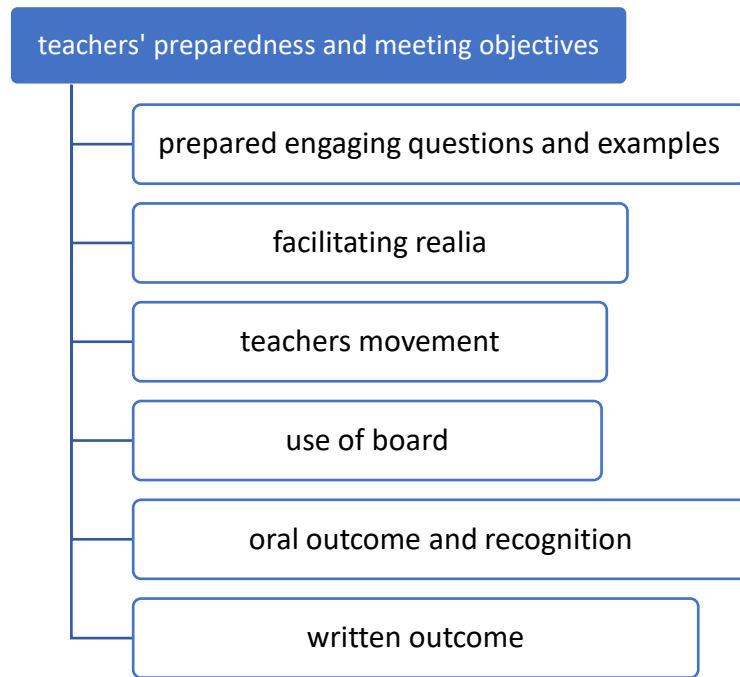 teachers' preparedness and meeting objectives
prepared engaging questions and examples
facilitating realia
teachers movement
use of board
oral outcome and recognition
written outcome